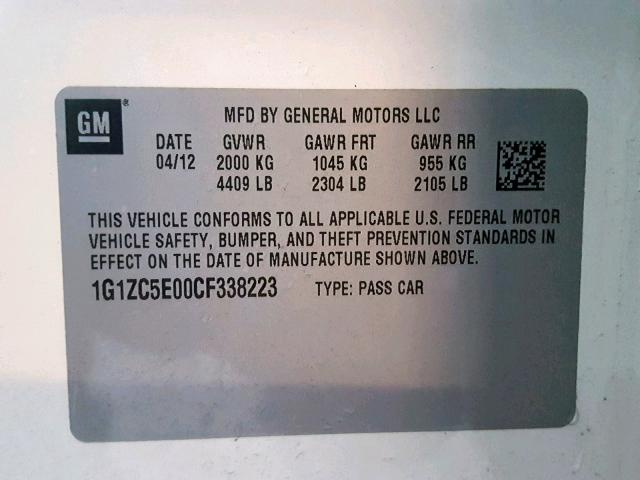 GM ® MFD BY GENERAL MOTORS LLC
DATE GVWR GAWR FRT GAWR RR
04/12 2000 KG 1045 KG 955 KG
4409 LB 2304 LB 2105 LB
THIS VEHICLE CONFORMS TO ALL APPLICABLE U.S. FEDERAL MOTOR
VEHICLE SAFETY, BUMPER, AND THEFT PREVENTION STANDARDS IN
EFFECT ON THE DATE OF MANUFACTURE SHOWN ABOVE.
1G1ZC5E00CF338223 TYPE: PASS CAR